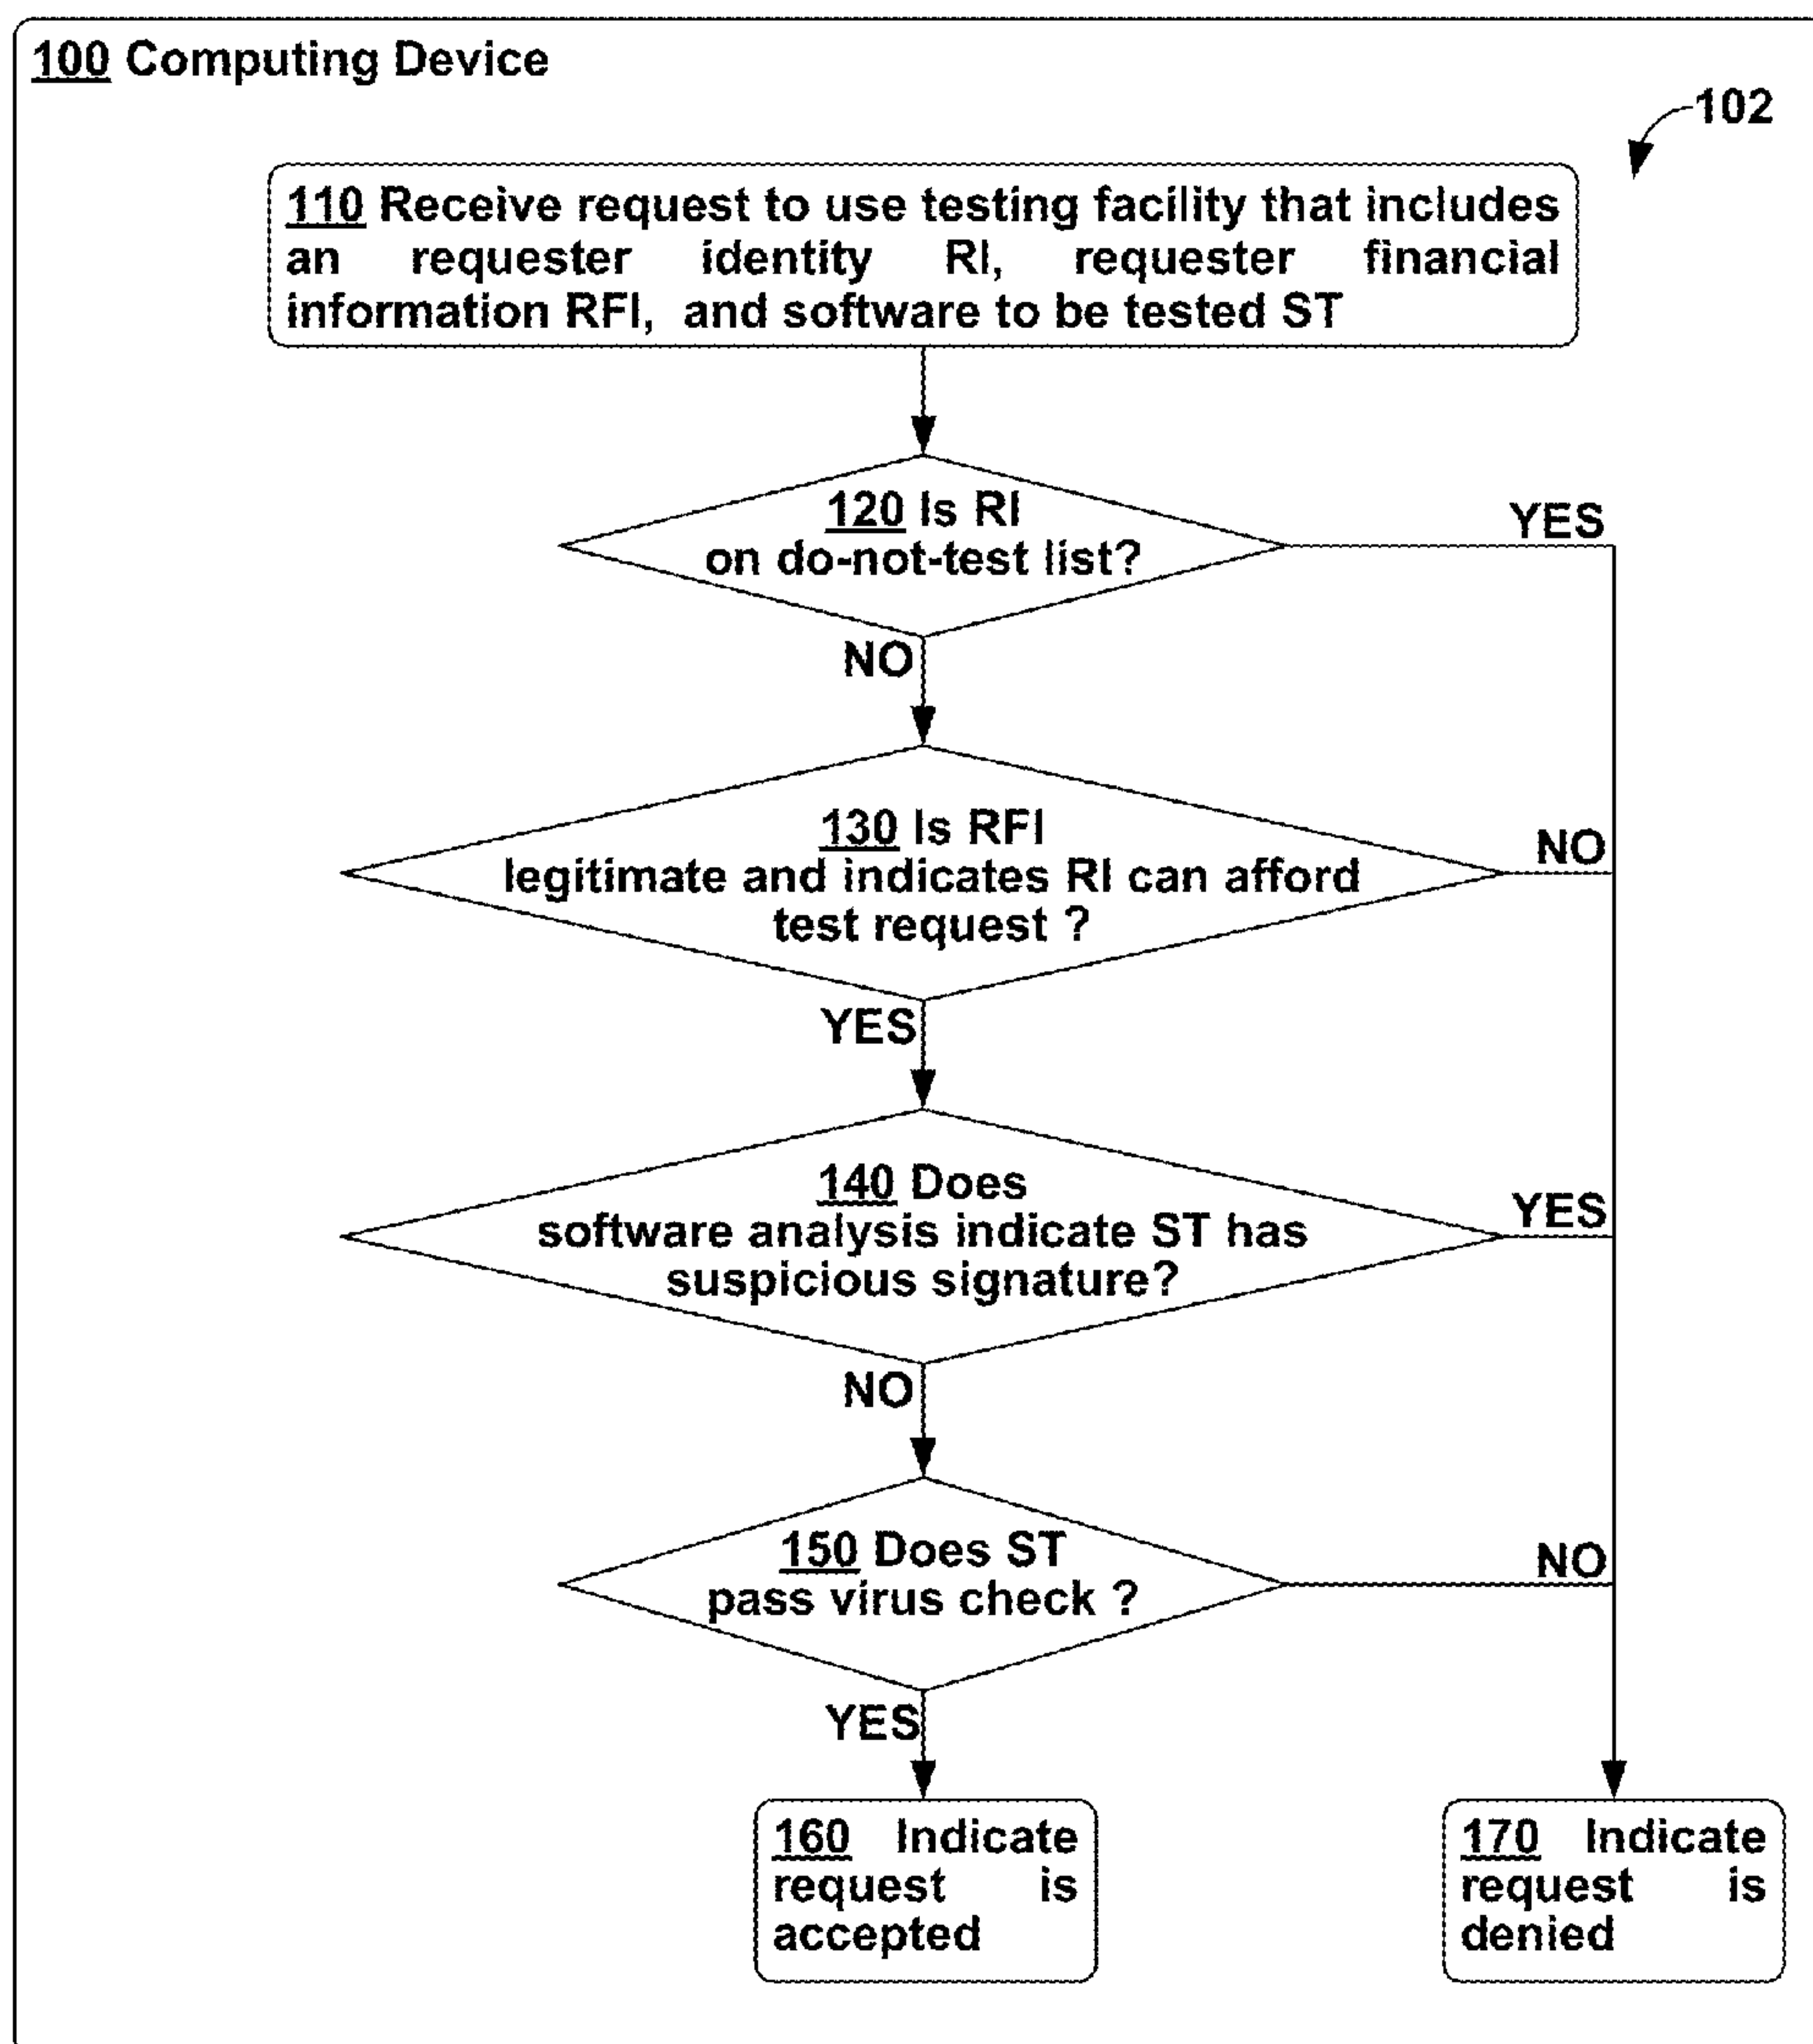 100 Computing Device
102
110 Receive request to use testing facility that includes
an requester identity RI, requester financial
information RFI, and software to be tested ST
120 Is RI
on do-not-test list?
YES
NO
130 Is RFI
legitimate and indicates RI can afford
test request ?
NO
YES
140 Does
software analysis indicate ST has
suspicious signature?
YES
NO
150 Does ST
pass virus check ?
NO
YES
160 Indicate
request is
accepted
170 Indicate
request is
denied